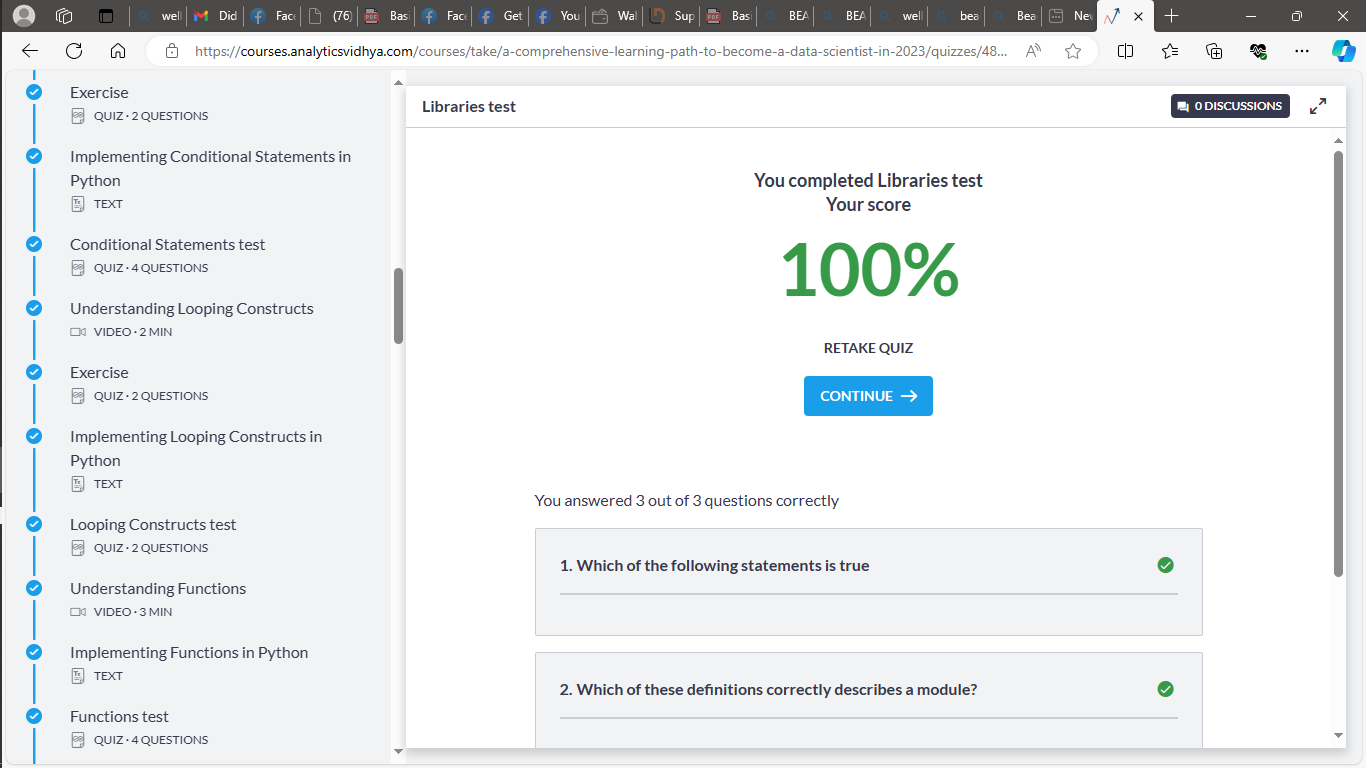 well
Did
Face
(76)
Basi
Face
Get
You
Wal
Sup
Basi
BEA
BEA
well
bea
Bea
New
https://courses.analyticsvidhya.com/courses/take/a-comprehensive-learning-path-to-become-a-data-scientist-in-2023/quizzes/48...
Exercise
QUIZ · 2 QUESTIONS
Implementing Conditional Statements in
Python
TEXT
Conditional Statements test
QUIZ · 4 QUESTIONS
Understanding Looping Constructs
VIDEO · 2 MIN
Exercise
QUIZ · 2 QUESTIONS
Implementing Looping Constructs in
Python
TEXT
Looping Constructs test
QUIZ · 2 QUESTIONS
Understanding Functions
VIDEO · 3 MIN
Implementing Functions in Python
TEXT
Functions test
QUIZ · 4 QUESTIONS
Libraries test
0 DISCUSSIONS
You completed Libraries test
Your score
100%
RETAKE QUIZ
CONTINUE →
You answered 3 out of 3 questions correctly
1. Which of the following statements is true
2. Which of these definitions correctly describes a module?